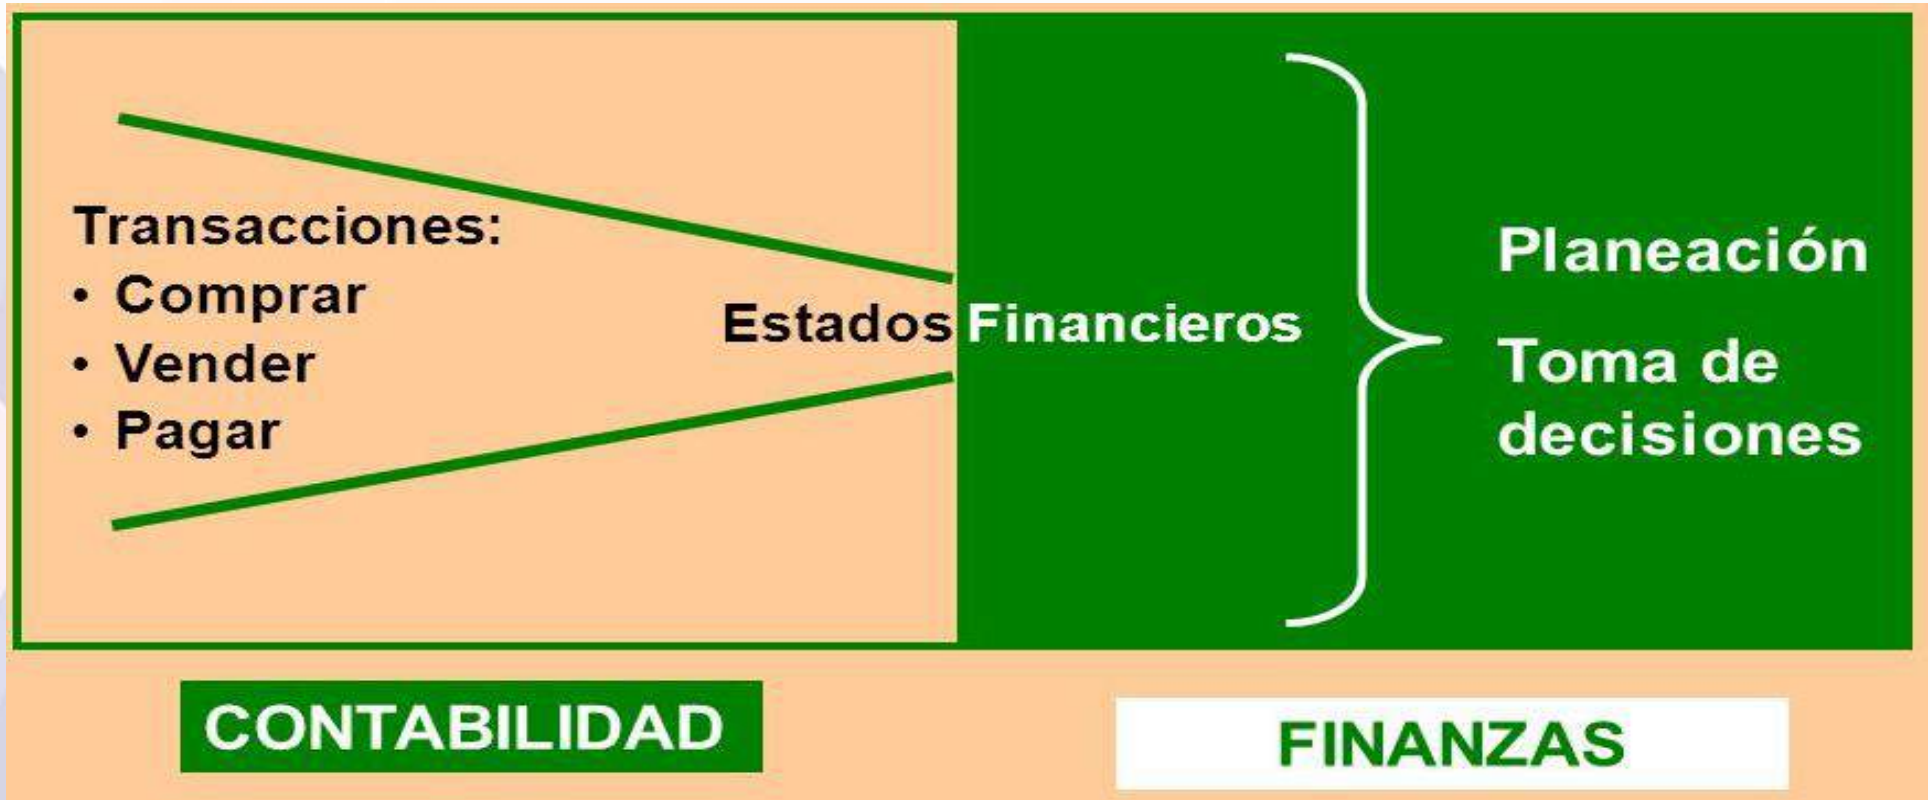 Transacciones:
• Comprar
• Vender
• Pagar
Estados Financieros
Planeación
Toma de
decisiones
CONTABILIDAD
FINANZAS